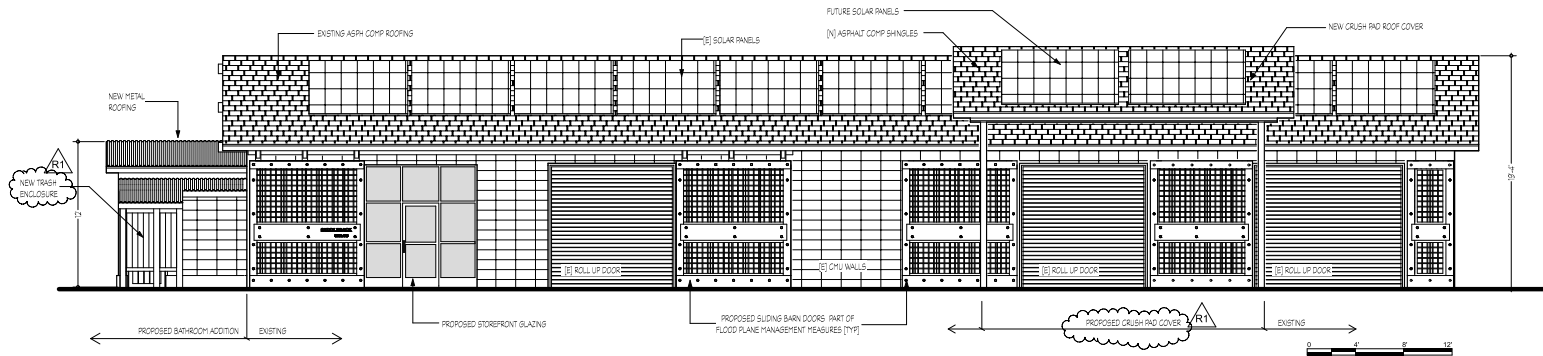 FUTURE SOLAR PANELS
EXISTING ASPH COMP ROOFING
[E] SOLAR PANELS
[N] ASPHALT COMP SHINGLES
NEW CRUSH PAD ROOF COVER
NEW METAL
ROOFING
R1
NEW TRASH
ENCLOSURE
12'
19'-4"
[E] ROLL UP DOOR
[E] CMU WALLS
[E] ROLL UP DOOR
[E] ROLL UP DOOR
PROPOSED BATHROOM ADDITION
EXISTING
PROPOSED STOREFRONT GLAZING
PROPOSED SLIDING BARN DOORS PART OF
FLOOD PLANE MANAGEMENT MEASURES [TYP]
PROPOSED CRUSH PAD COVER
R1
EXISTING
0 4' 8' 12'